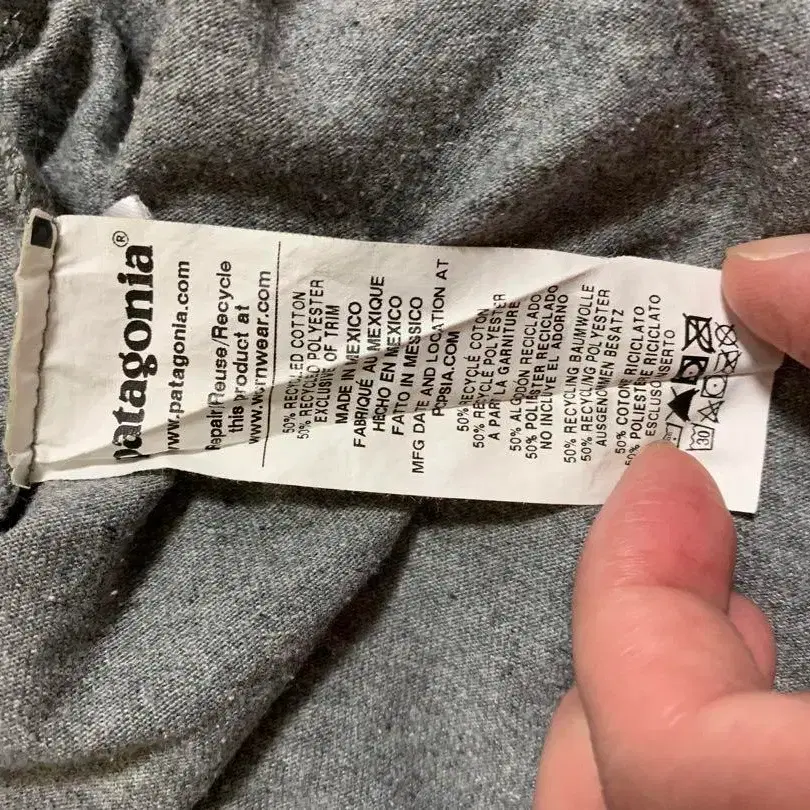 patagonia®
www.patagonia.com
Repair/Reuse/Recycle
this product at
www.wornwear.com
50% RECYCLED COTTON
50% RECYCLED POLYESTER
EXCLUSIVE OF TRIM
MADE IN MEXICO
FABRIQUÉ AU MEXIQUE
HECHO EN MEXICO
FATTO IN MESSICO
MFG DATE AND LOCATION AT
P-PSIA.COM
50% RECYCLÉ COTON
50% RECYCLÉ POLYESTER
A PART LA GARNITURE
50% ALGODÓN RECICLADO
50% POLIESTER RECICLADO
NO INCLUYE EL ADORNO
50% RECYCLING BAUMWOLLE
50% RECYCLING POLYESTER
AUSGENOMMEN BESATZ
50% COTONE RICICLATO
50% POLIESTERE RICICLATO
ESCLUSO INSERTO
30